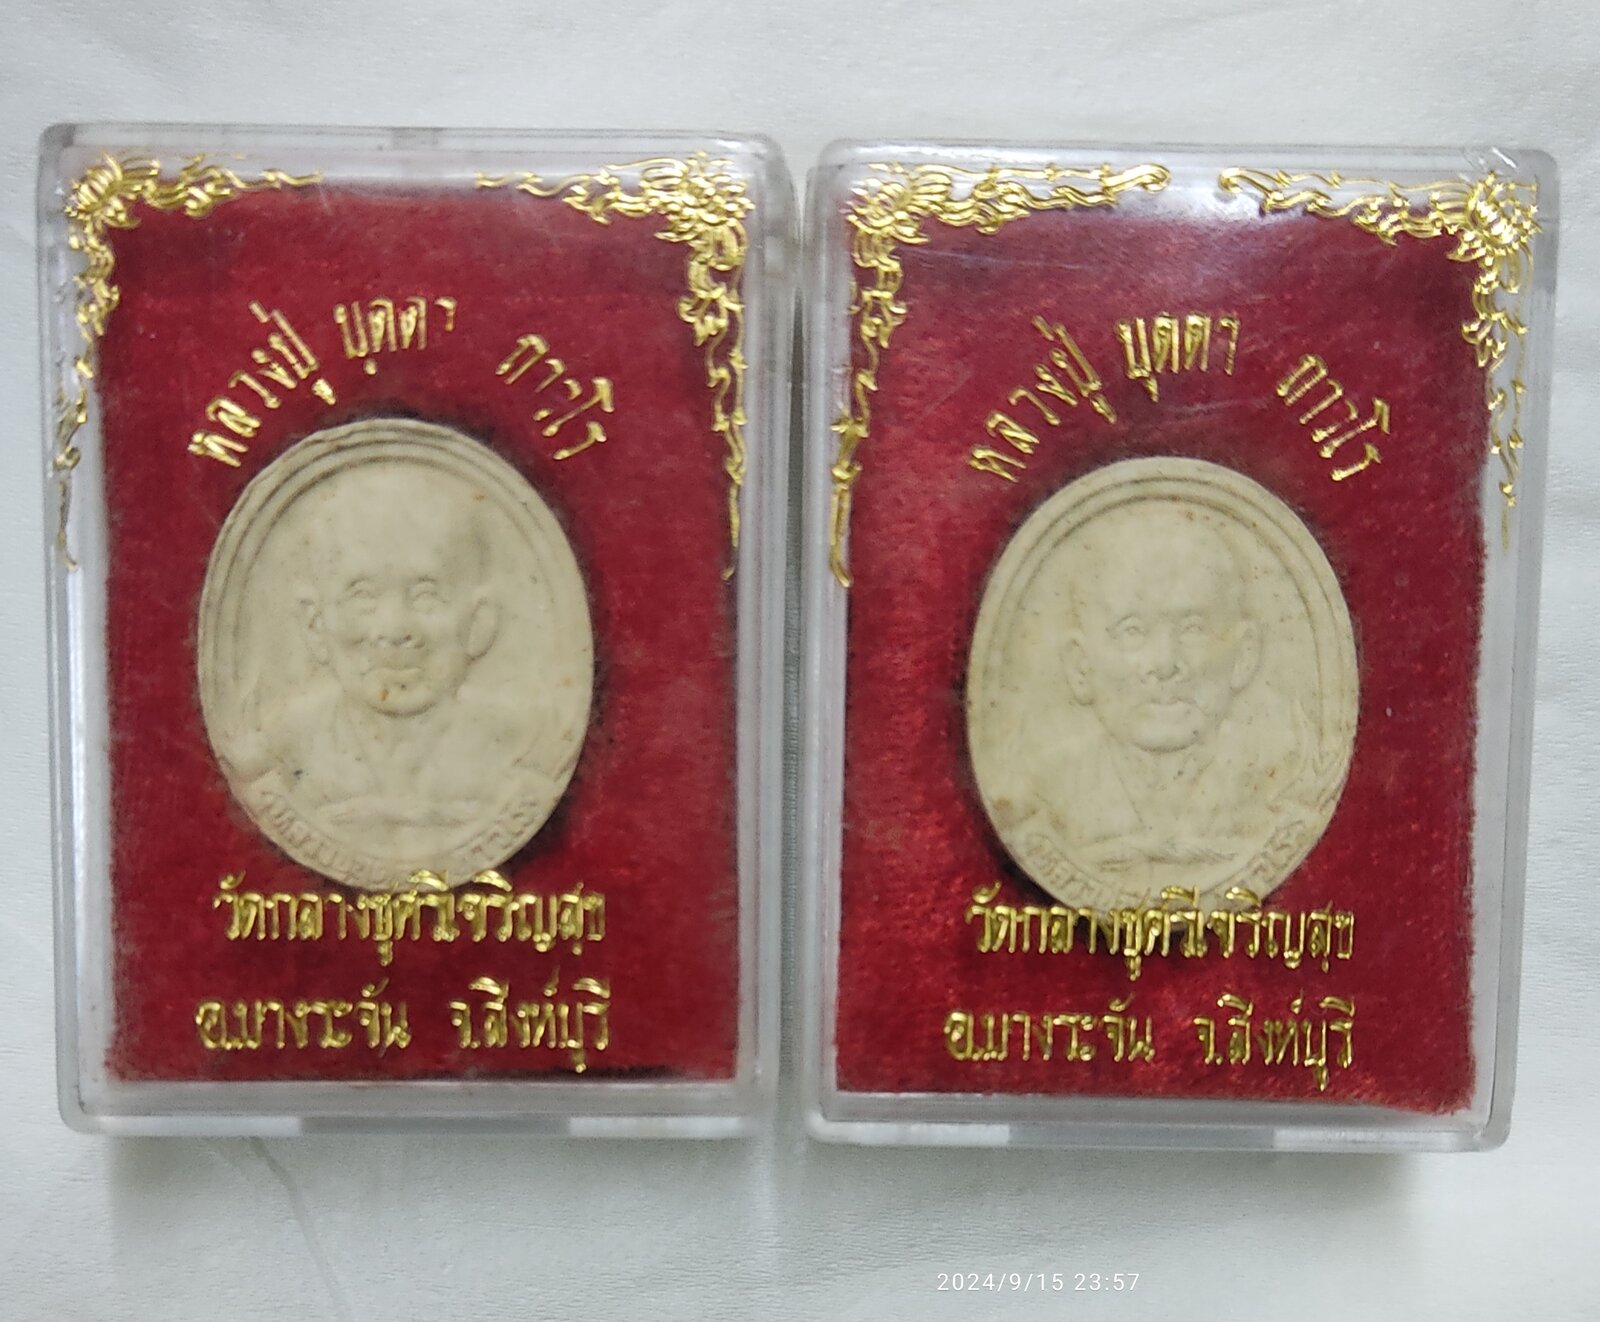 หลวงปู่ บุดดา ถาวโร
วัดกลางชูศรีเจริญสุข
อ.บางระจัน จ.สิงห์บุรี
หลวงปู่ บุดดา ถาวโร
วัดกลางชูศรีเจริญสุข
อ.บางระจัน จ.สิงห์บุรี
2024/9/15 23:57